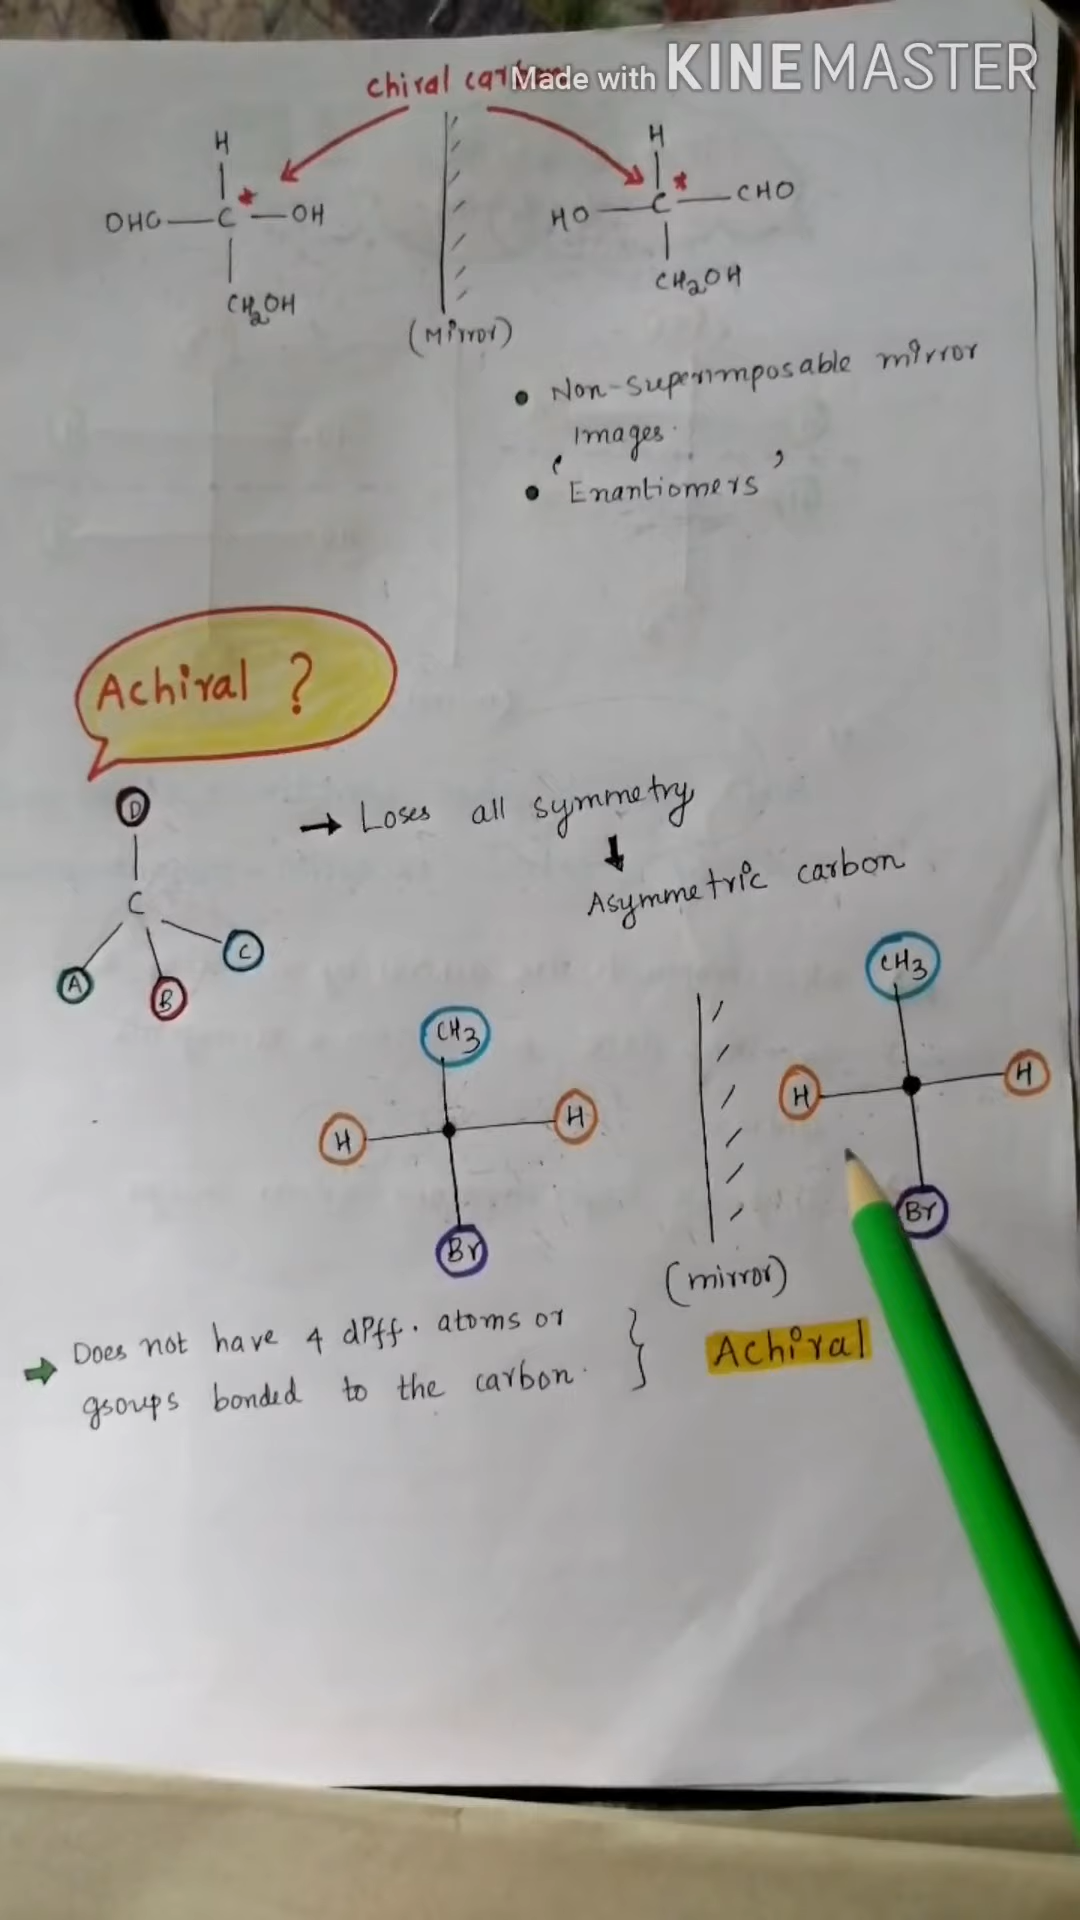 Made with KINEMASTER
chiral carbon
H
OHC — C* — OH
CH2OH
H
HO — C* — CHO
CH2OH
(Mirror)
• Non-superimposable mirror
images.
• 'Enantiomers'
Achiral ?
D
C
A B C
→ Loses all symmetry
↓
Asymmetric carbon
CH3
H H
Br
CH3
H H
Br
(mirror)
→ Does not have 4 diff. atoms or
gsoups bonded to the carbon. } Achiral